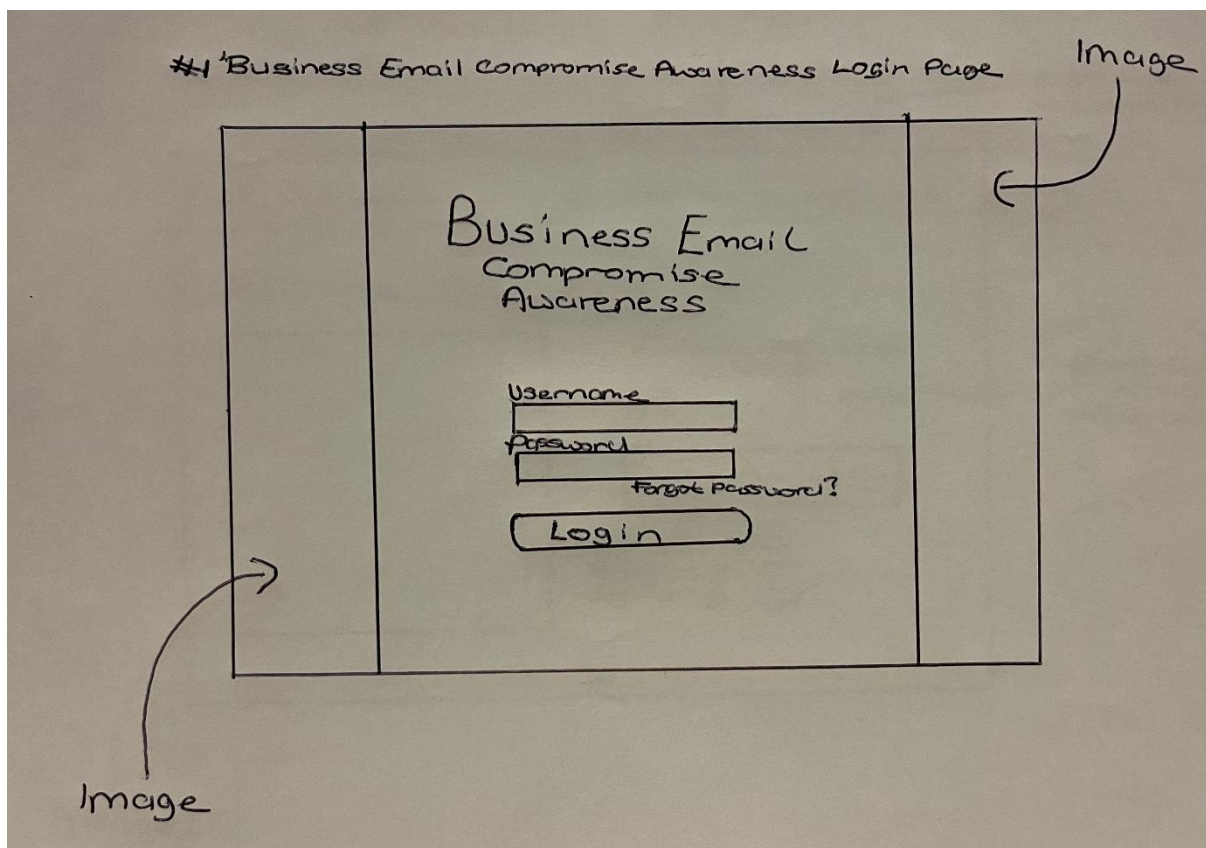 #1 "Business Email Compromise Awareness Login Page
Image
Business Email
Compromise
Awareness
Username
Password
Forgot Password?
Login
Image